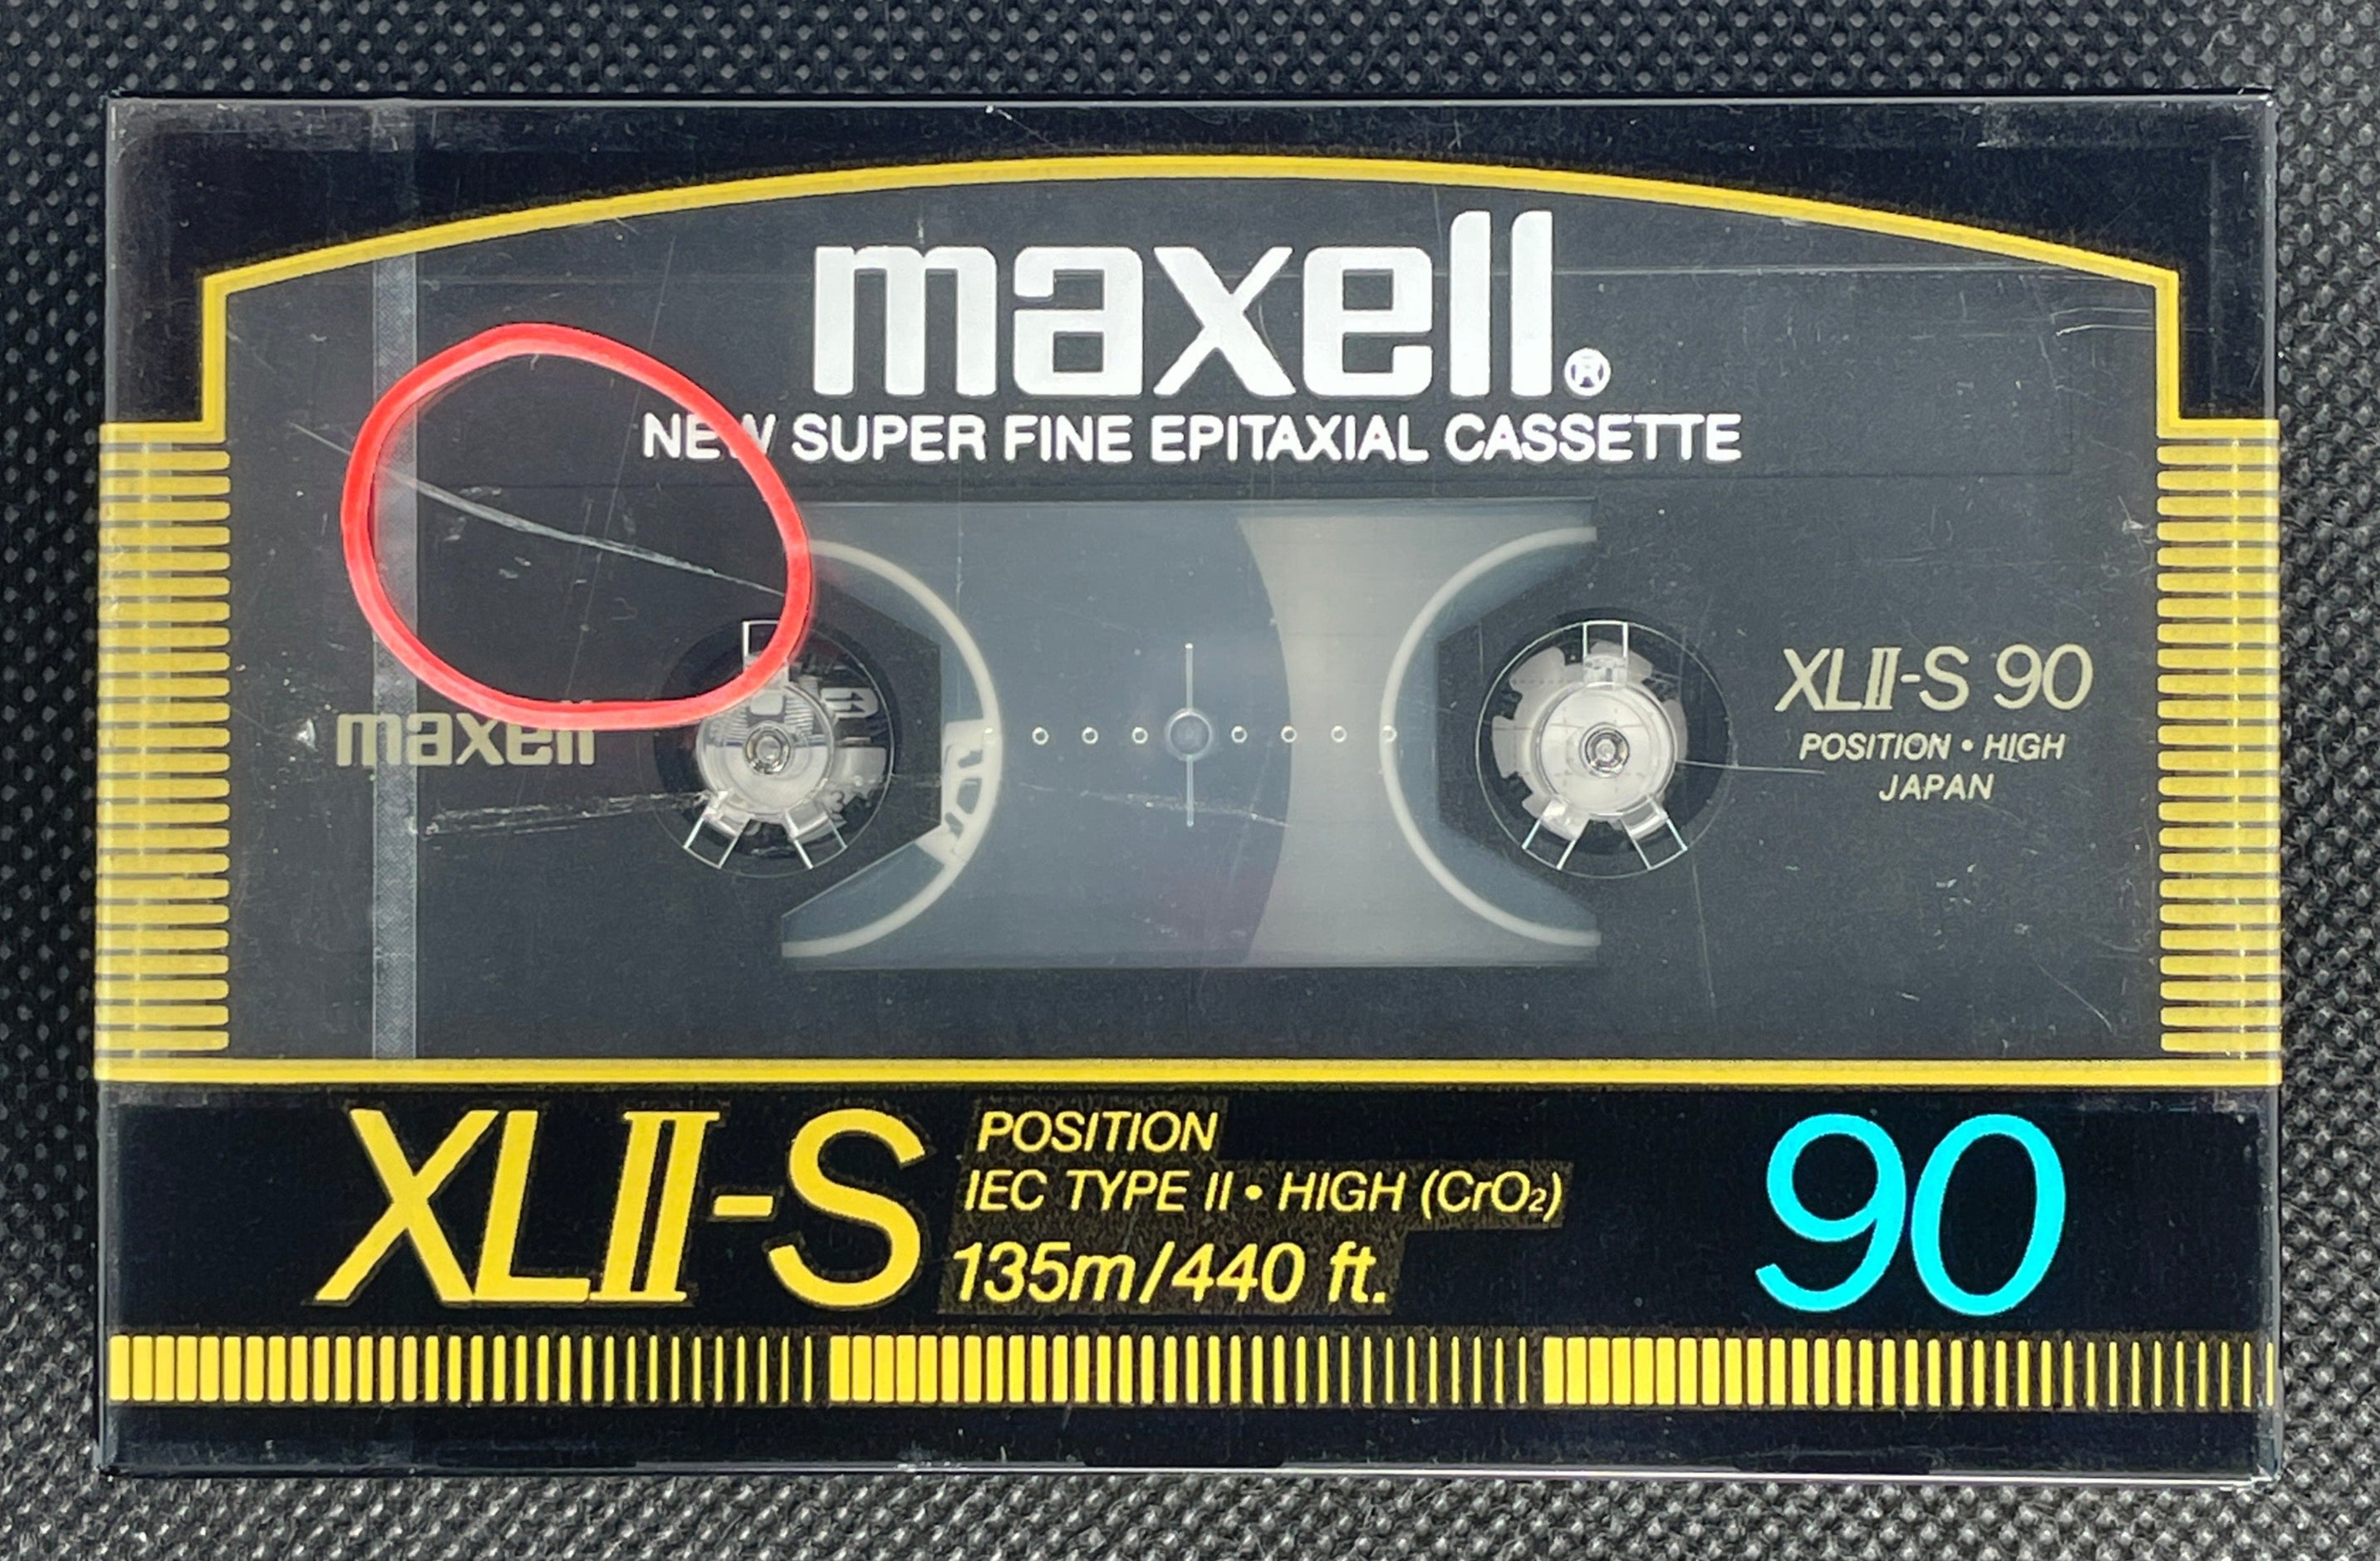 maxell®
NEW SUPER FINE EPITAXIAL CASSETTE
maxell
XLII-S 90
POSITION • HIGH
JAPAN
XLII-S
POSITION
IEC TYPE II • HIGH (CrO₂)
135m/440 ft.
90